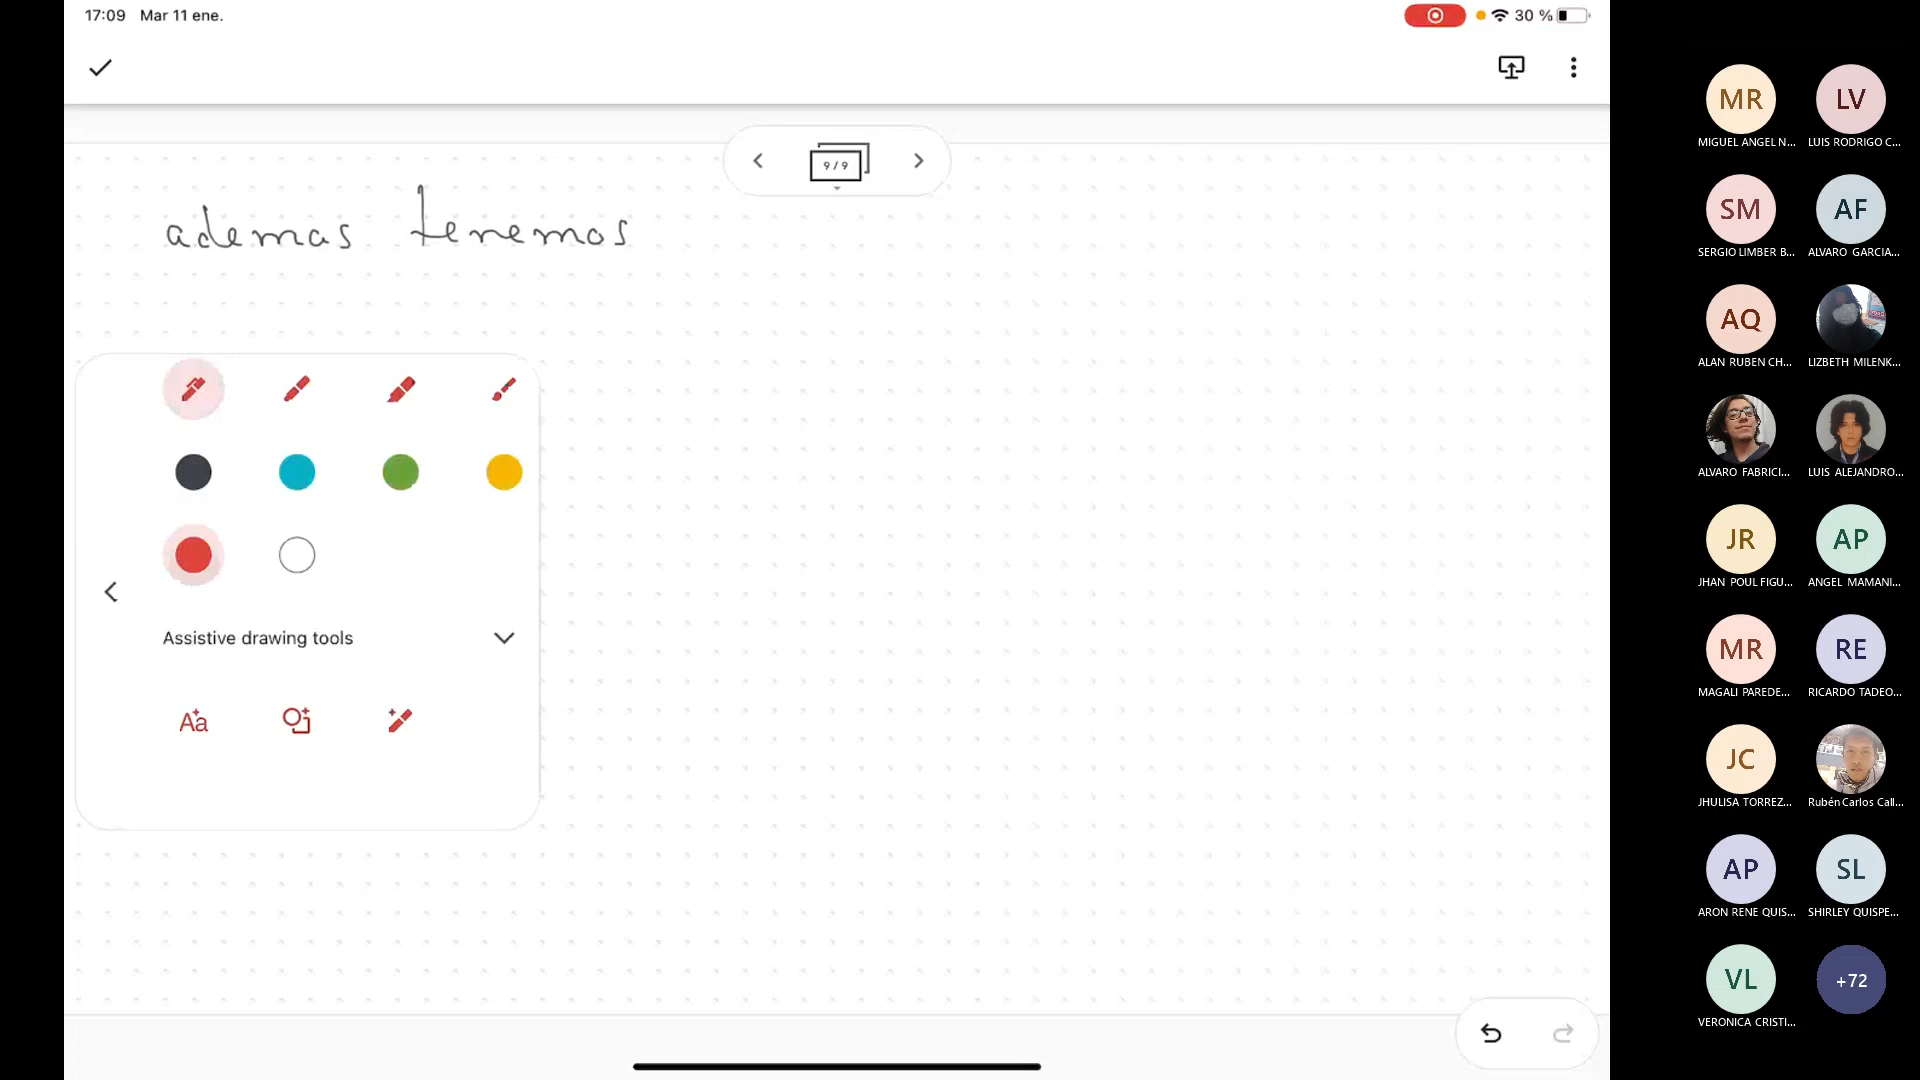 17:09 Mar 11 ene. 30 %
9 / 9
ademas tenemos
Assistive drawing tools
Aa
MR LV
MIGUEL ANGEL N... LUIS RODRIGO C...
SM AF
SERGIO LIMBER B... ALVARO GARCIA...
AQ
ALAN RUBEN CH... LIZBETH MILENK...
ALVARO FABRICI... LUIS ALEJANDRO...
JR AP
JHAN POUL FIGU... ANGEL MAMANI...
MR RE
MAGALI PAREDE... RICARDO TADEO...
JC
JHULISA TORREZ... Rubén Carlos Call...
AP SL
ARON RENE QUIS... SHIRLEY QUISPE...
VL +72
VERONICA CRISTI...